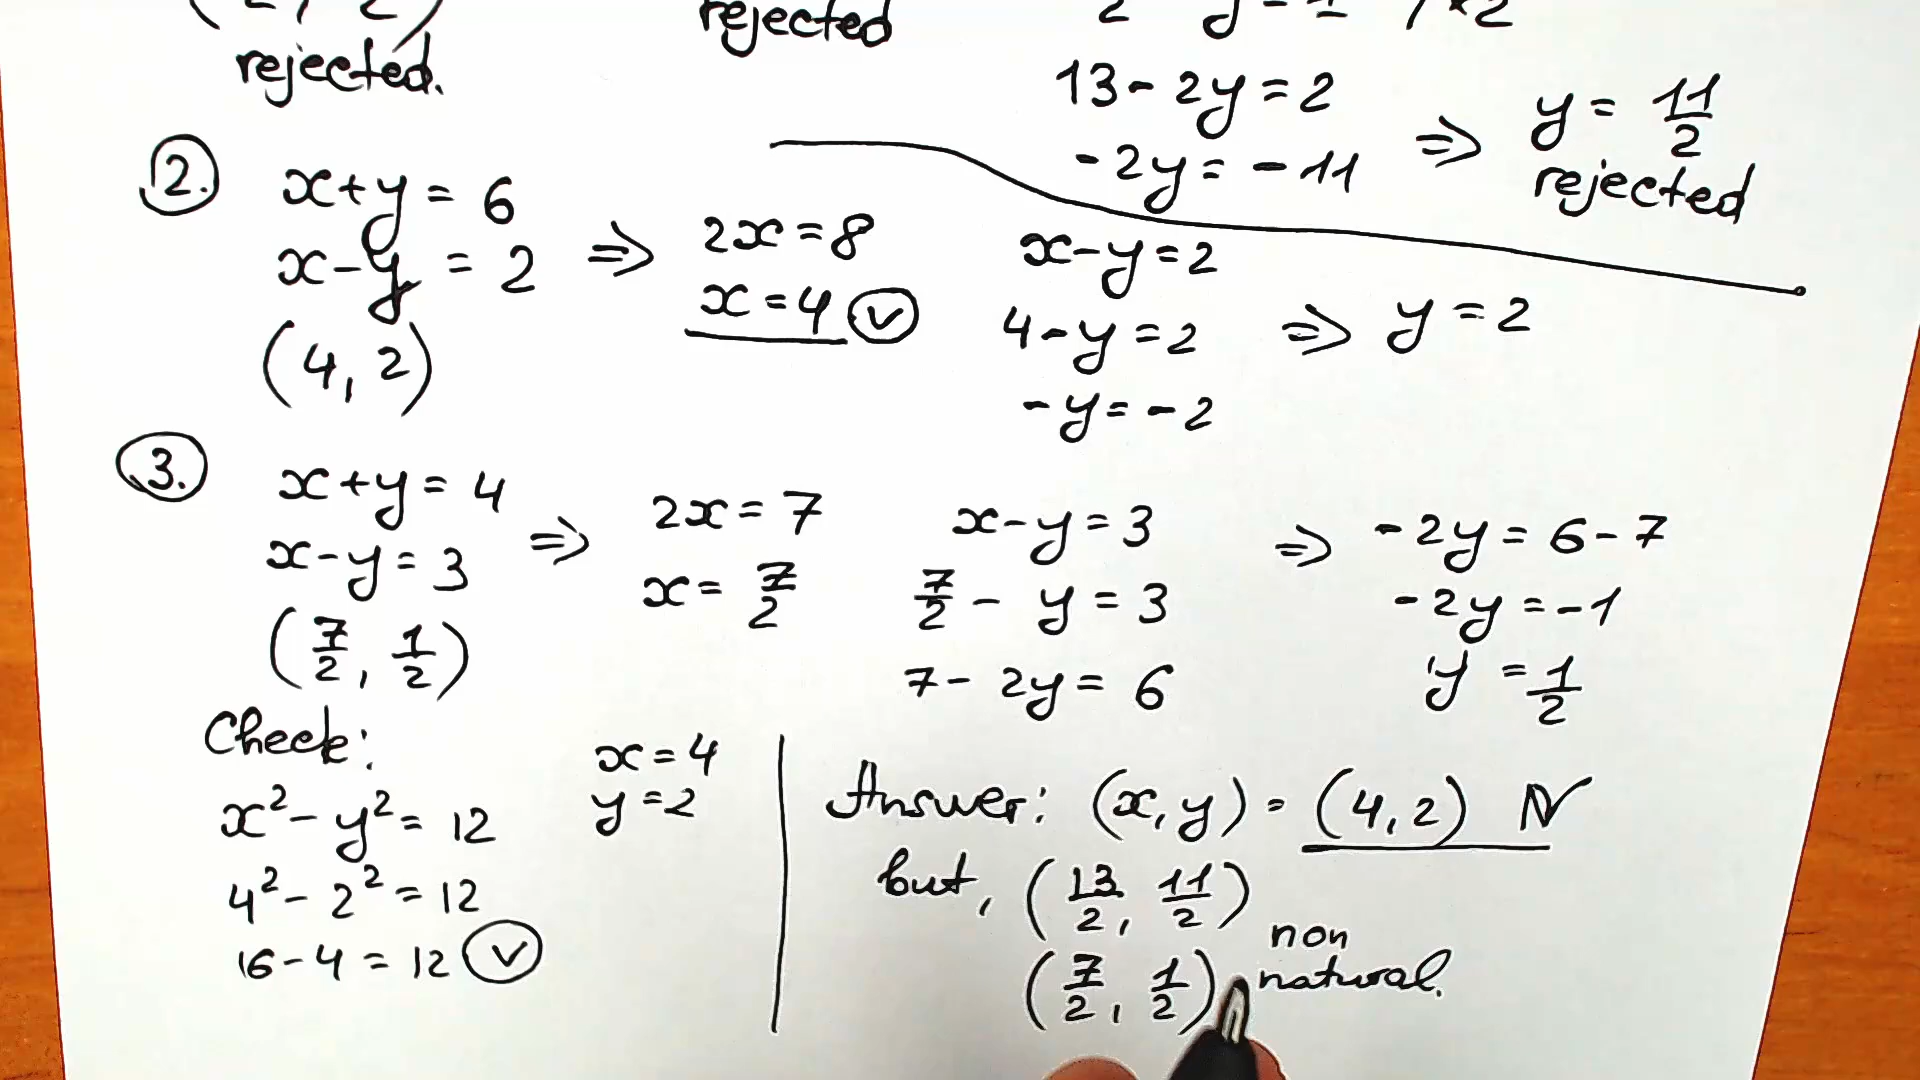 rejected.
rejected
13 - 2y = 2
-2y = -11
⇒ y = 11/2
rejected
2.
x+y = 6
x-y = 2
(4, 2)
⇒ 2x = 8
x = 4 ✓
x-y = 2
4-y = 2
-y = -2
⇒ y = 2
3.
x+y = 4
x-y = 3
(7/2, 1/2)
⇒ 2x = 7
x = 7/2
x-y = 3
7/2 - y = 3
7 - 2y = 6
⇒ -2y = 6-7
-2y = -1
y = 1/2
Check:
x² - y² = 12
4² - 2² = 12
16 - 4 = 12 ✓
x = 4
y = 2
Answer: (x,y) = (4,2) N
but, (13/2, 11/2)
(7/2, 1/2)
non
natural.